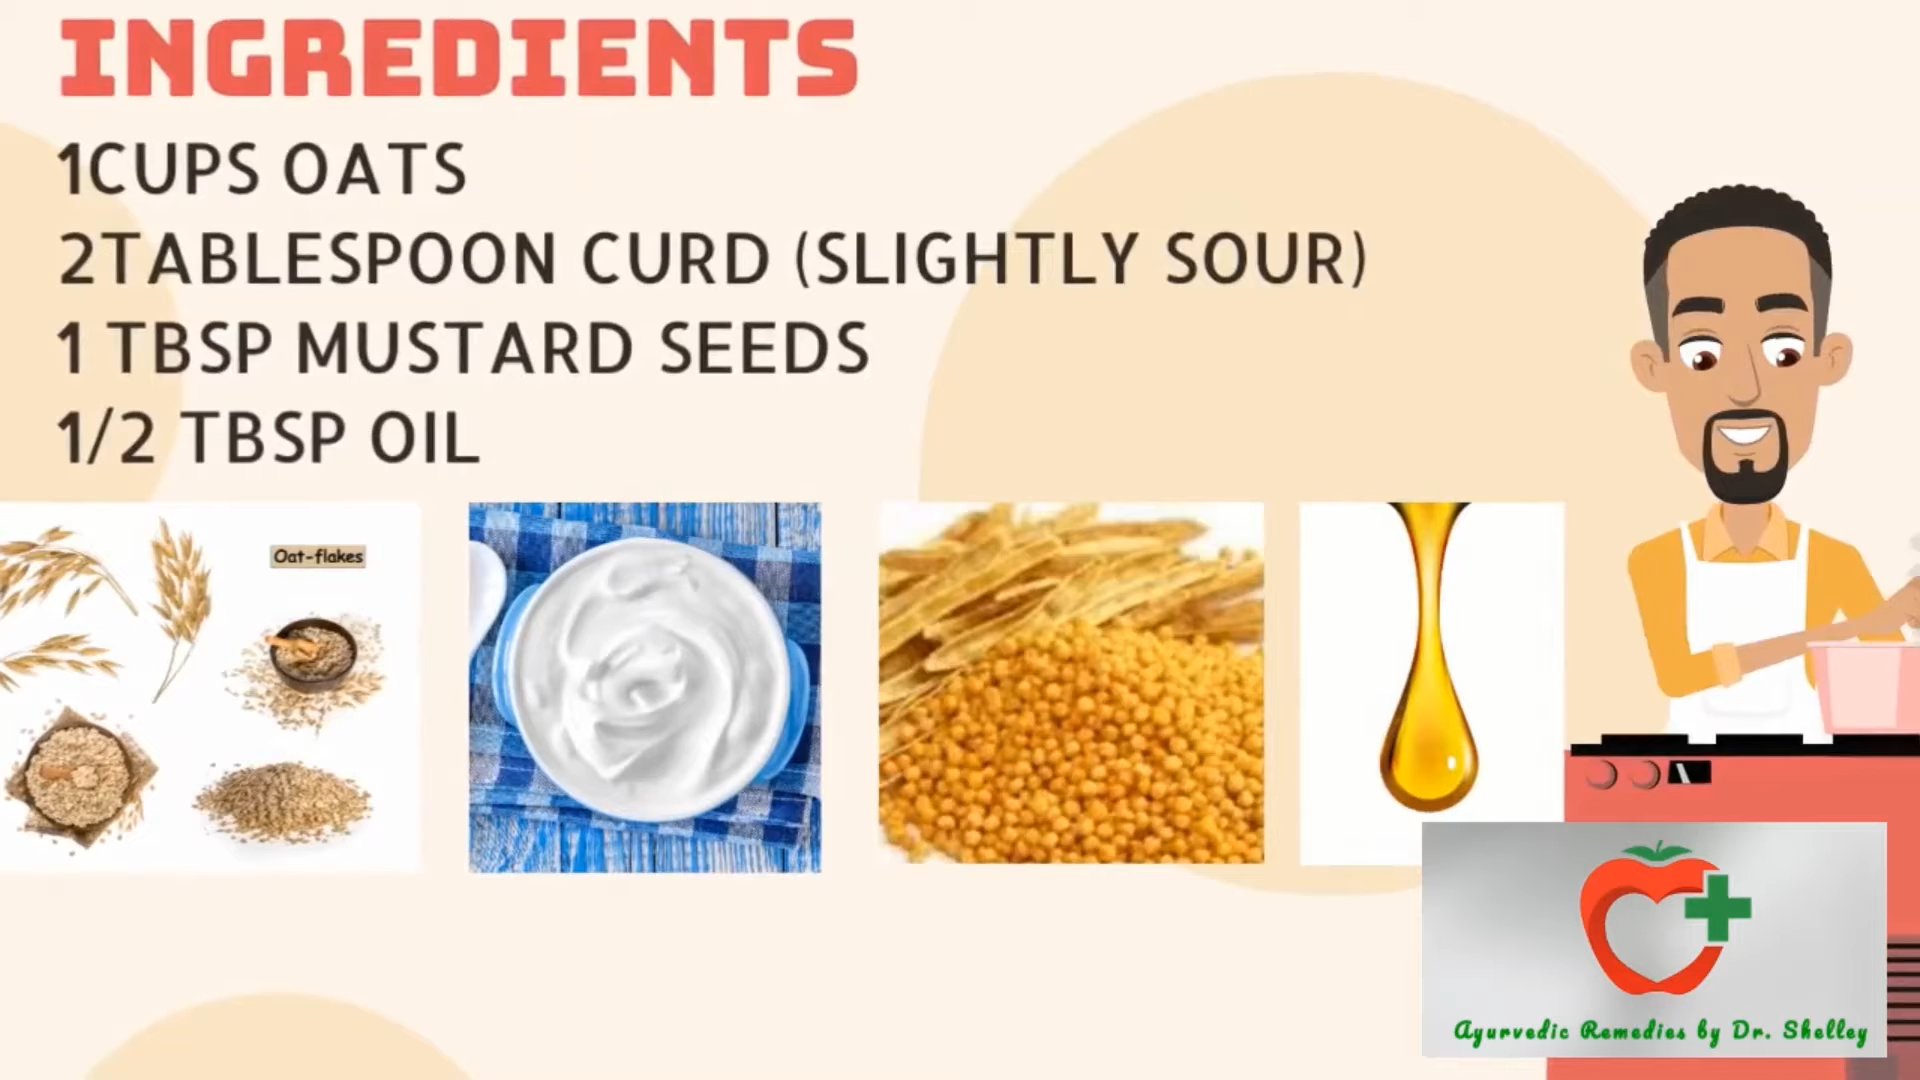 INGREDIENTS
1CUPS OATS
2TABLESPOON CURD (SLIGHTLY SOUR)
1 TBSP MUSTARD SEEDS
1/2 TBSP OIL
Oat-flakes
Ayurvedic Remedies by Dr. Shelley